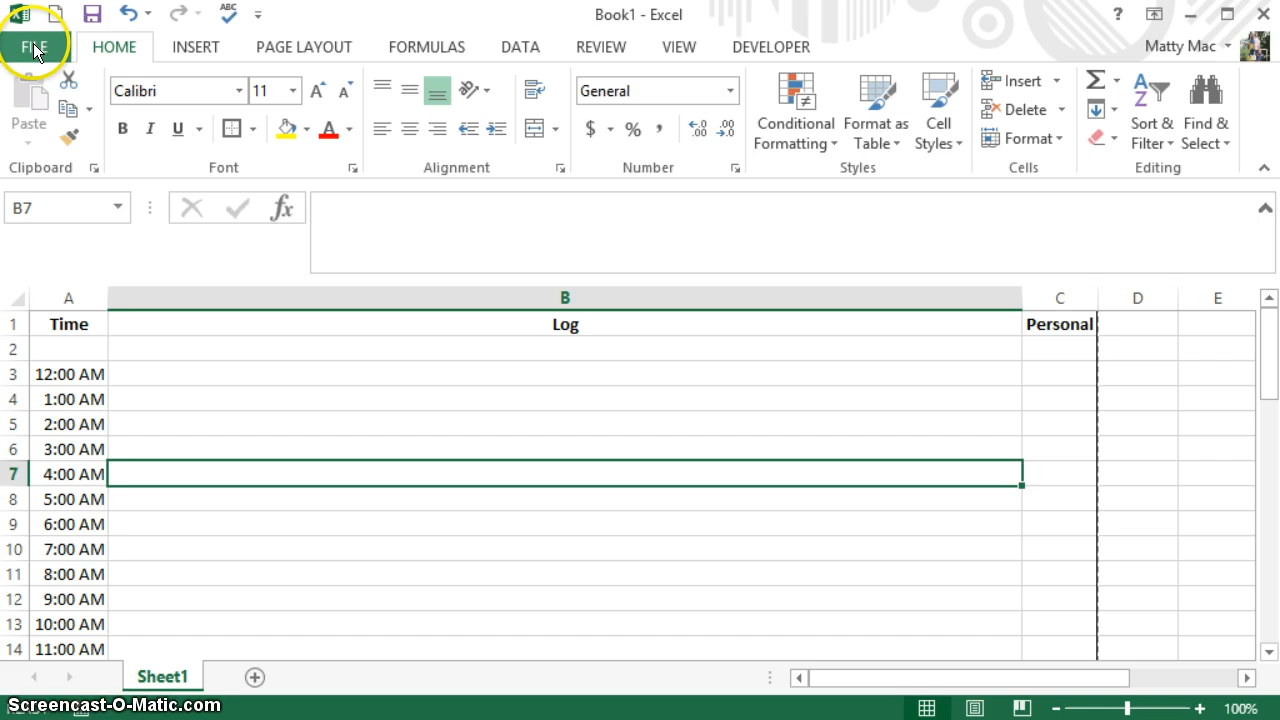 Book1 - Excel
FILE HOME INSERT PAGE LAYOUT FORMULAS DATA REVIEW VIEW DEVELOPER Matty Mac
Calibri 11 General Insert
Paste Conditional Formatting Format as Table Cell Styles Delete Sort & Filter Find & Select
Format
Clipboard Font Alignment Number Styles Cells Editing
B7 fx
A B C D E
1 Time Log Personal
2
3 12:00 AM
4 1:00 AM
5 2:00 AM
6 3:00 AM
7 4:00 AM
8 5:00 AM
9 6:00 AM
10 7:00 AM
11 8:00 AM
12 9:00 AM
13 10:00 AM
14 11:00 AM
Sheet1
Screencast-O-Matic.com
100%